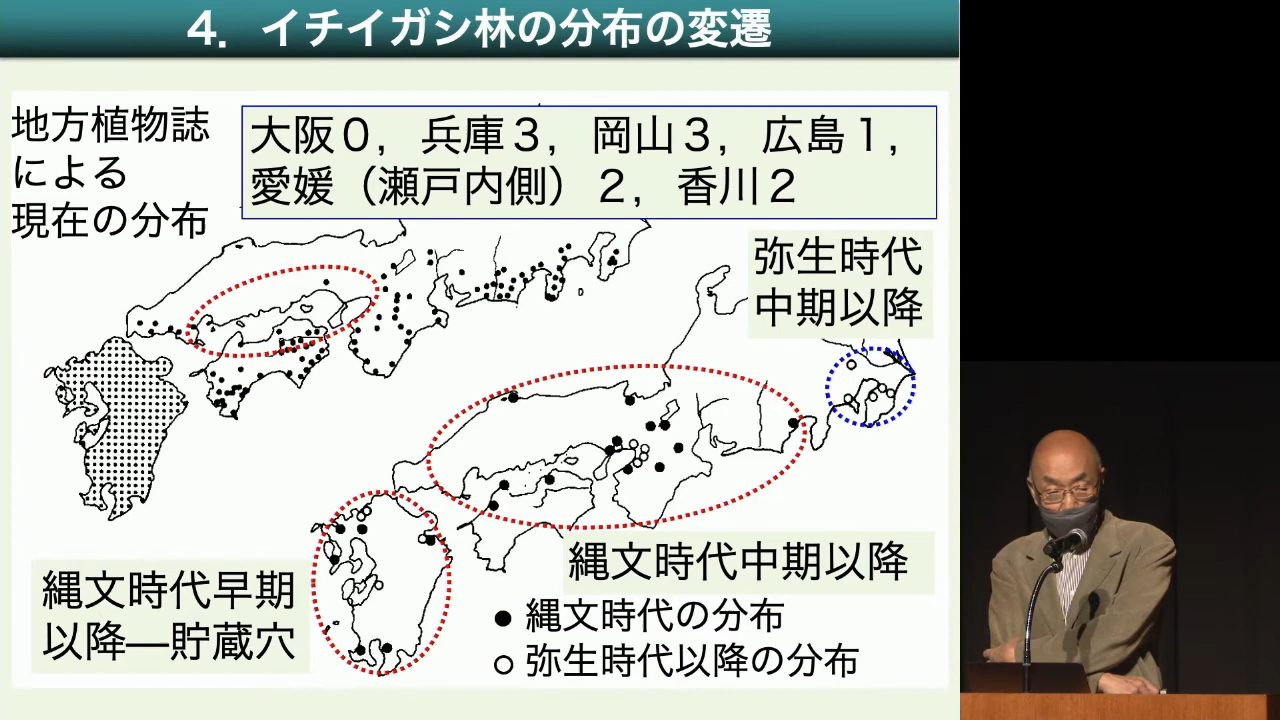 4．イチイガシ林の分布の変遷
地方植物誌
による
現在の分布
大阪０，兵庫３，岡山３，広島１，
愛媛（瀬戸内側）２，香川２
弥生時代
中期以降
縄文時代中期以降
縄文時代早期
以降―貯蔵穴
● 縄文時代の分布
○ 弥生時代以降の分布